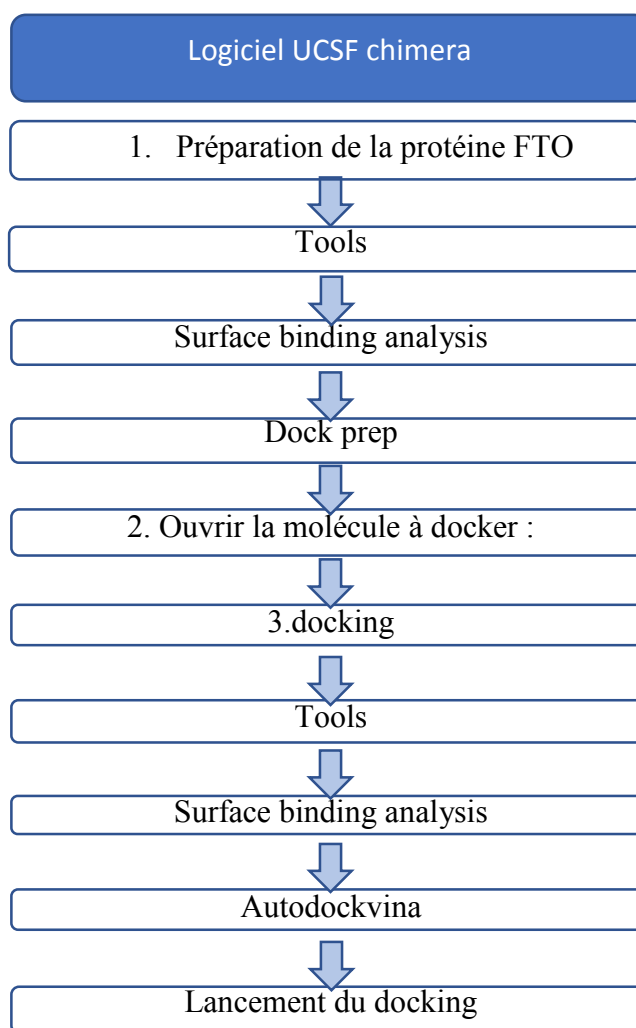 Logiciel UCSF chimera
1. Préparation de la protéine FTO
Tools
Surface binding analysis
Dock prep
2. Ouvrir la molécule à docker :
3.docking
Tools
Surface binding analysis
Autodockvina
Lancement du docking